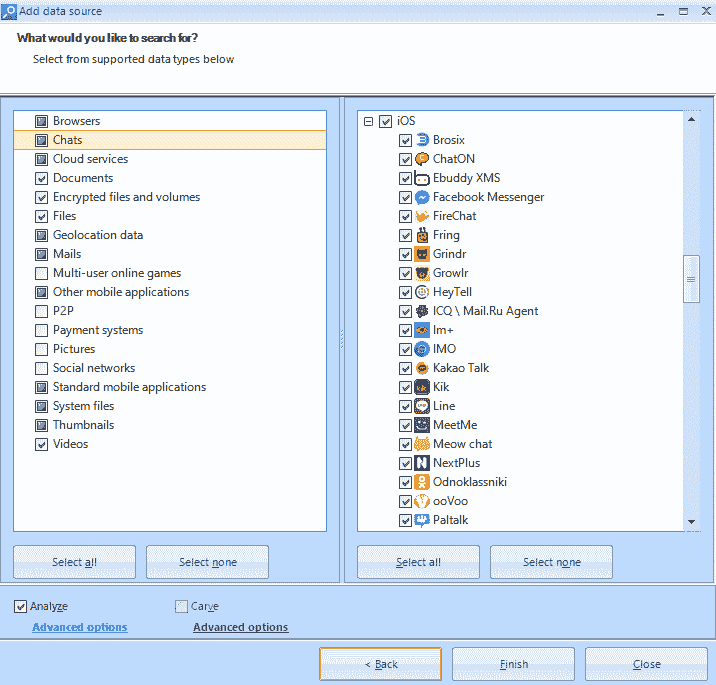 Add data source
What would you like to search for?
Select from supported data types below
Browsers
Chats
Cloud services
Documents
Encrypted files and volumes
Files
Geolocation data
Mails
Multi-user online games
Other mobile applications
P2P
Payment systems
Pictures
Social networks
Standard mobile applications
System files
Thumbnails
Videos
iOS
Brosix
ChatON
Ebuddy XMS
Facebook Messenger
FireChat
Fring
Grindr
Growlr
HeyTell
ICQ \ Mail.Ru Agent
Im+
IMO
Kakao Talk
Kik
Line
MeetMe
Meow chat
NextPlus
Odnoklassniki
ooVoo
Paltalk
Select all
Select none
Select all
Select none
Analyze
Carve
Advanced options
Advanced options
< Back
Finish
Close